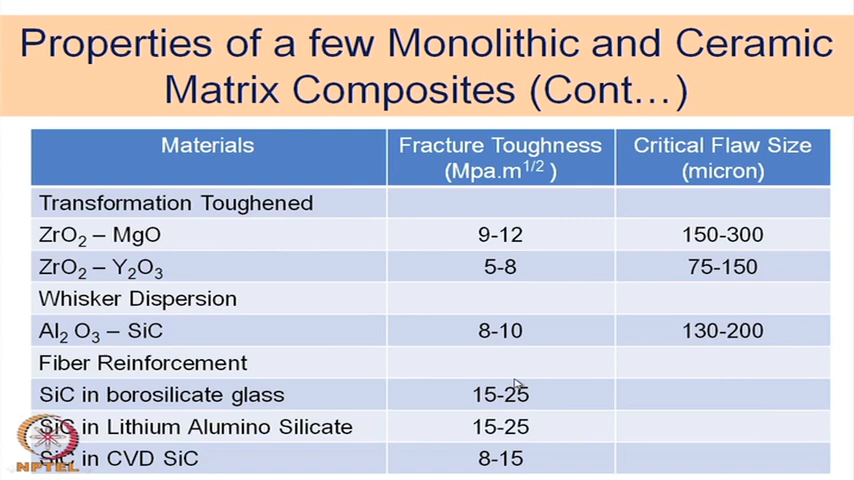 Properties of a few Monolithic and Ceramic
Matrix Composites (Cont…)
Materials Fracture Toughness (Mpa.m1/2 ) Critical Flaw Size (micron)
Transformation Toughened
ZrO2 – MgO 9-12 150-300
ZrO2 – Y2O3 5-8 75-150
Whisker Dispersion
Al2 O3 – SiC 8-10 130-200
Fiber Reinforcement
SiC in borosilicate glass 15-25
SiC in Lithium Alumino Silicate 15-25
SiC in CVD SiC 8-15
NPTEL